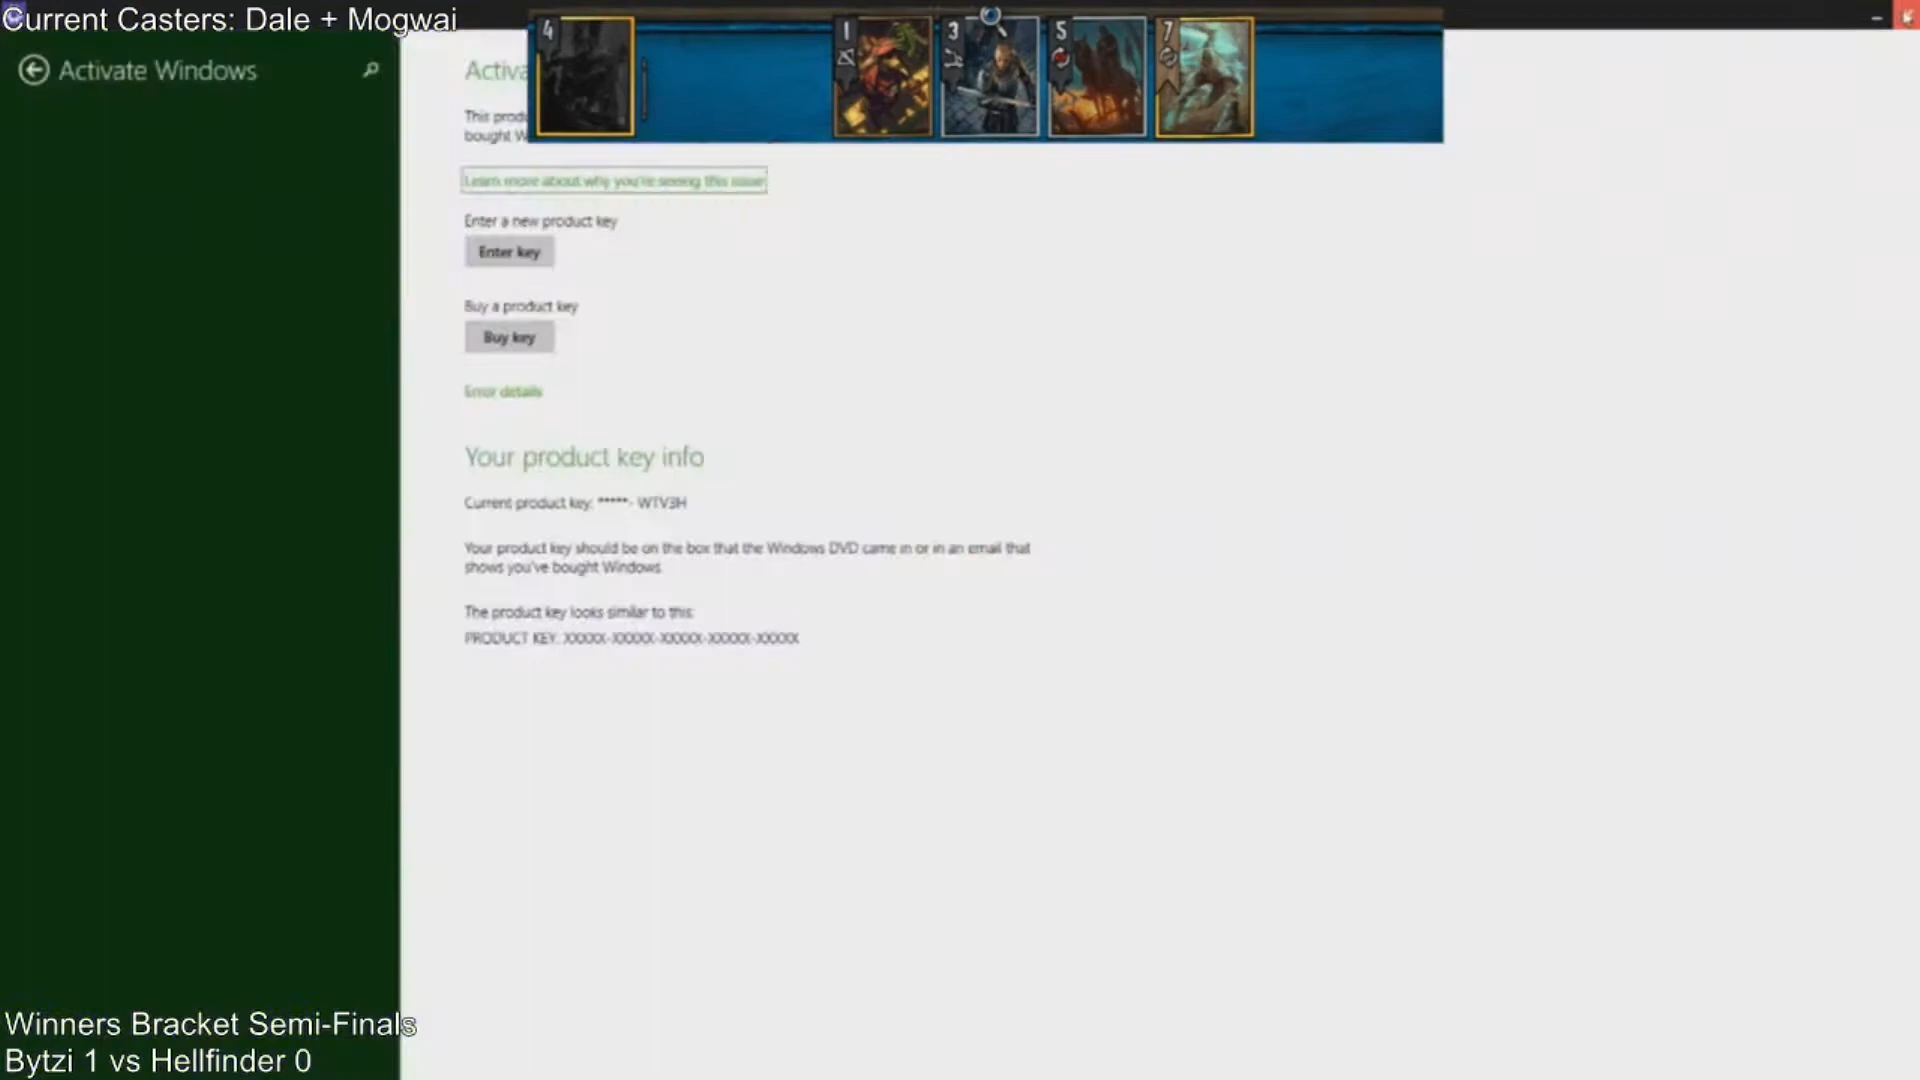 Current Casters: Dale + Mogwai
4 1 3 5 7
Activate Windows
Activa
This produ
bought W
Learn more about why you're seeing this issue
Enter a new product key
Enter key
Buy a product key
Buy key
Error details
Your product key info
Current product key: *****- WTV3H
Your product key should be on the box that the Windows DVD came in or in an email that
shows you've bought Windows.
The product key looks similar to this:
PRODUCT KEY: XXXXX-XXXXX-XXXXX-XXXXX-XXXXX
Winners Bracket Semi-Finals
Bytzi 1 vs Hellfinder 0